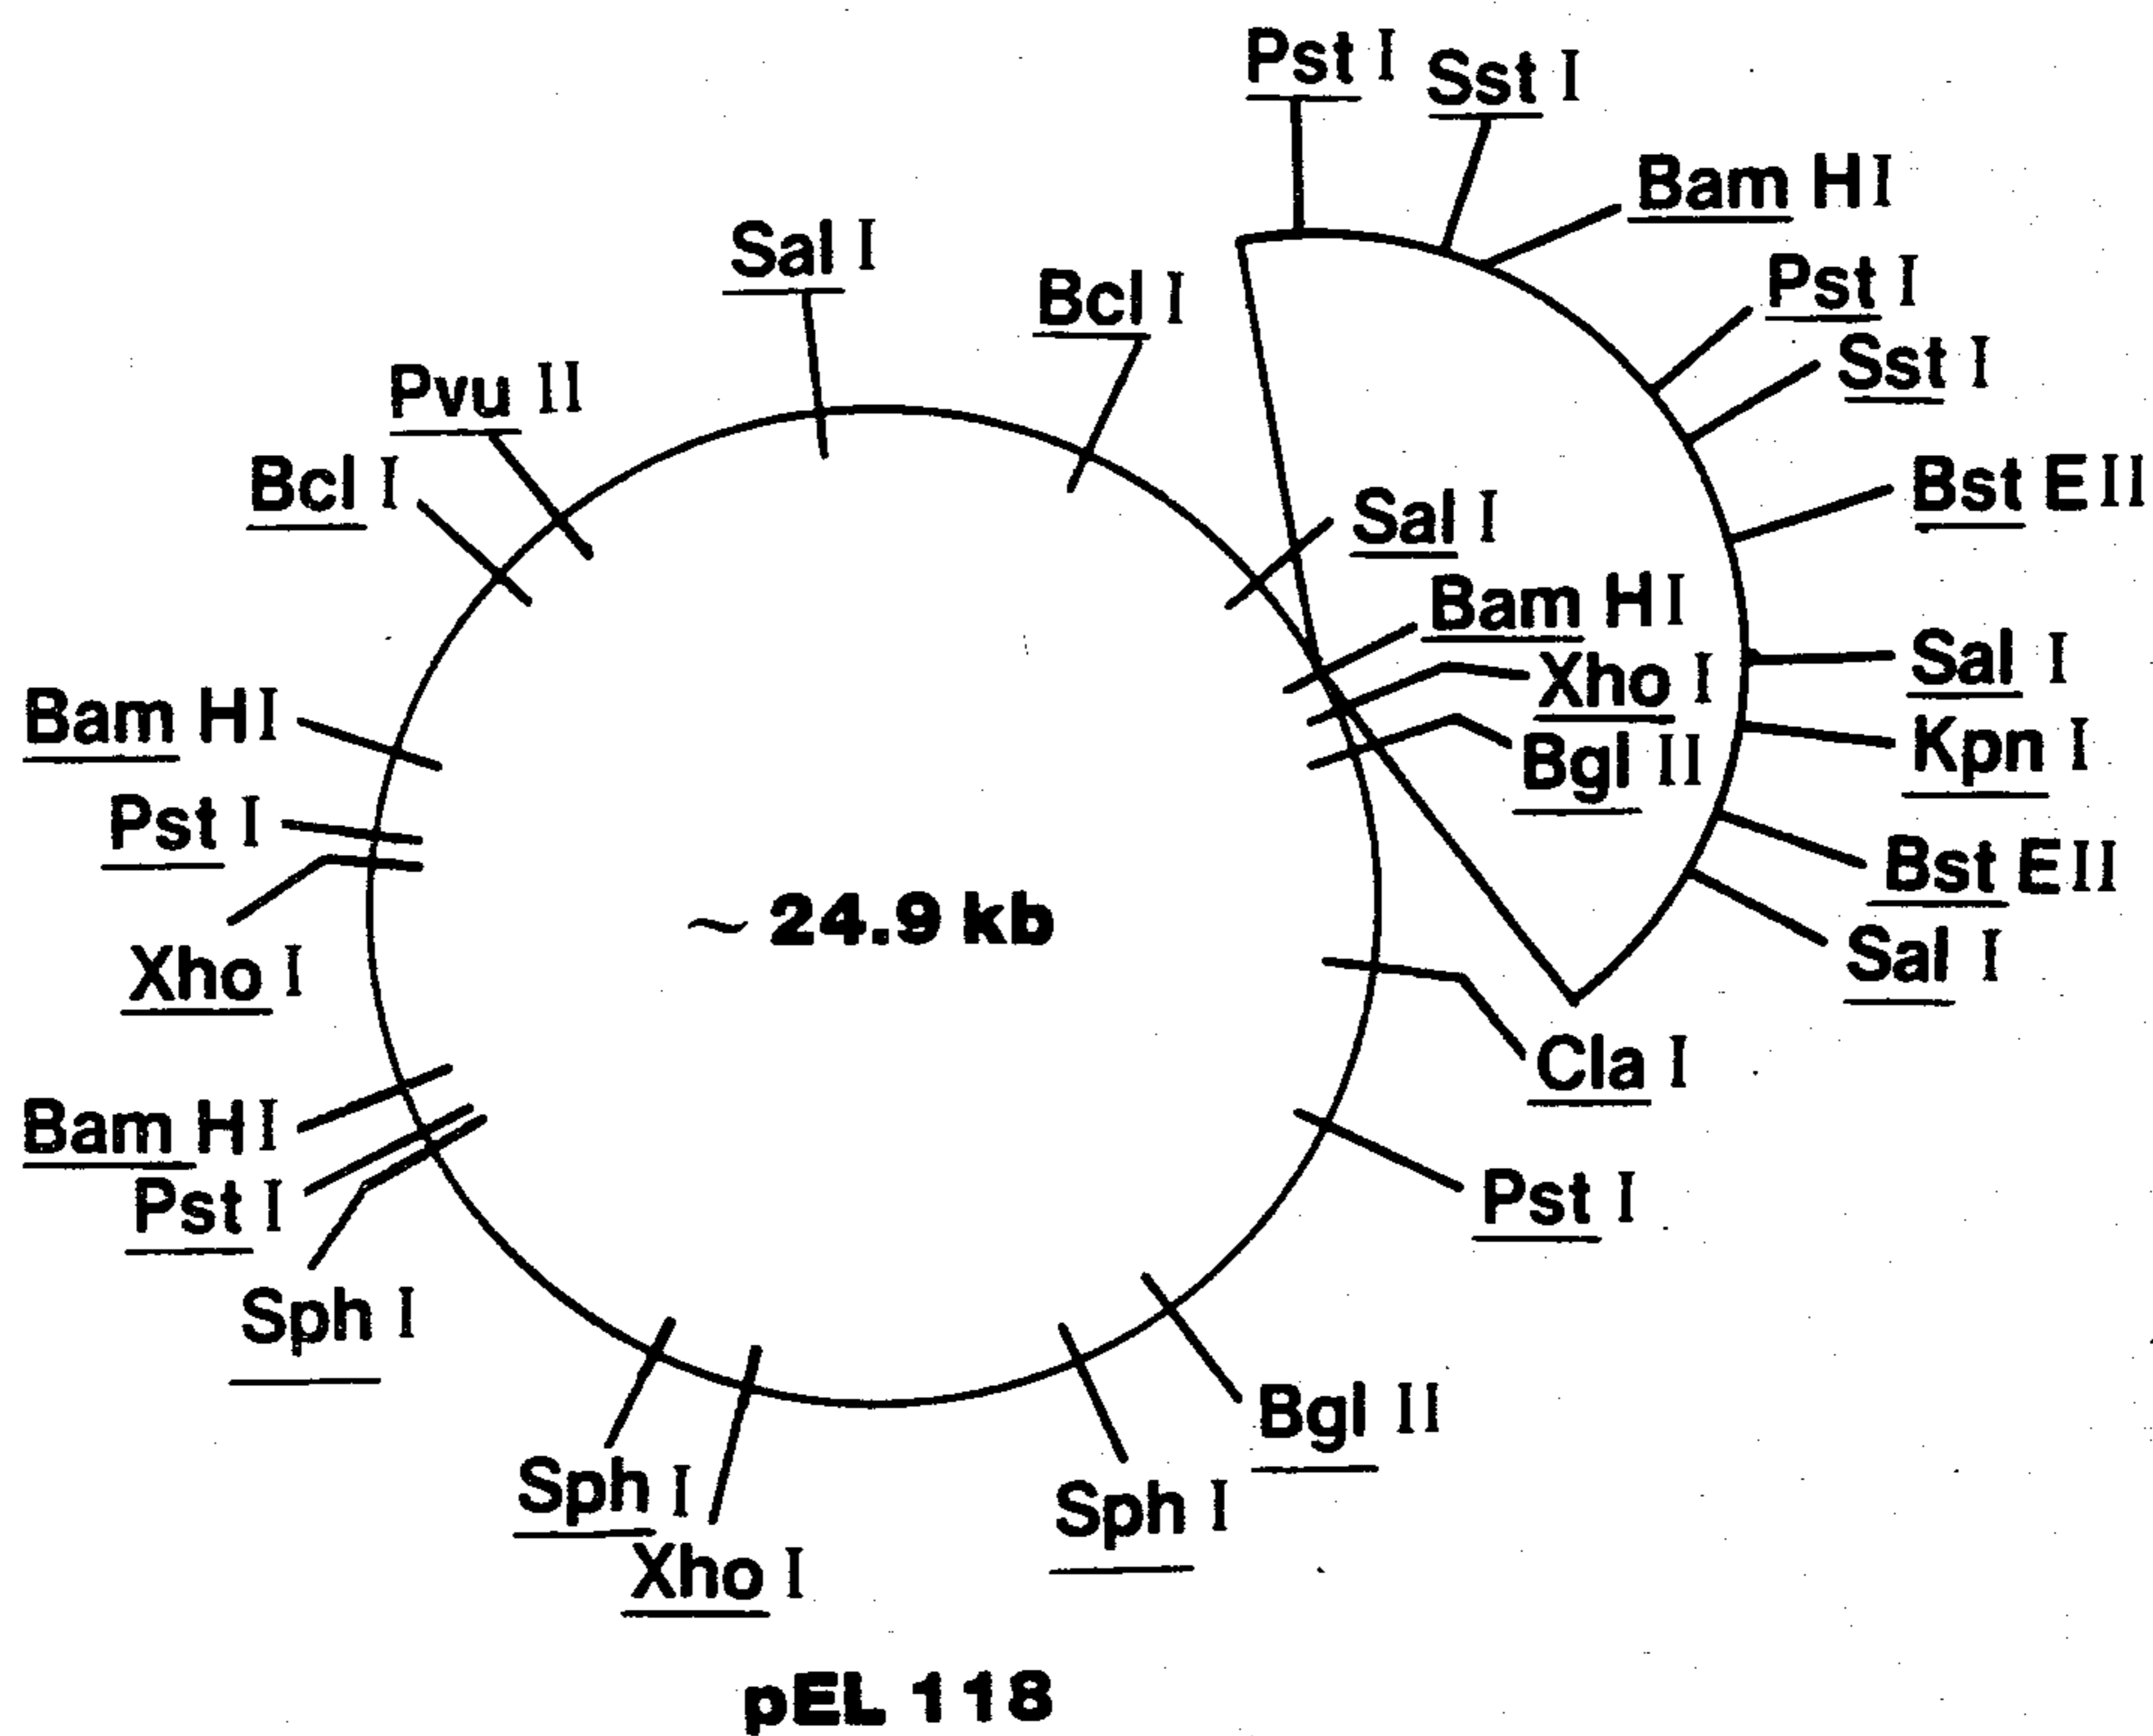 Pst I
Sst I
Bam HI
Pst I
Sst I
Bst EII
Sal I
Kpn I
Bst EII
Sal I
Sal I
Bcl I
Pvu II
Bcl I
Sal I
Bam HI
Xho I
Bgl II
Bam HI
Pst I
Xho I
~ 24.9 kb
Cla I
Bam HI
Pst I
Sph I
Pst I
Bgl II
Sph I
Sph I
Xho I
pEL 118